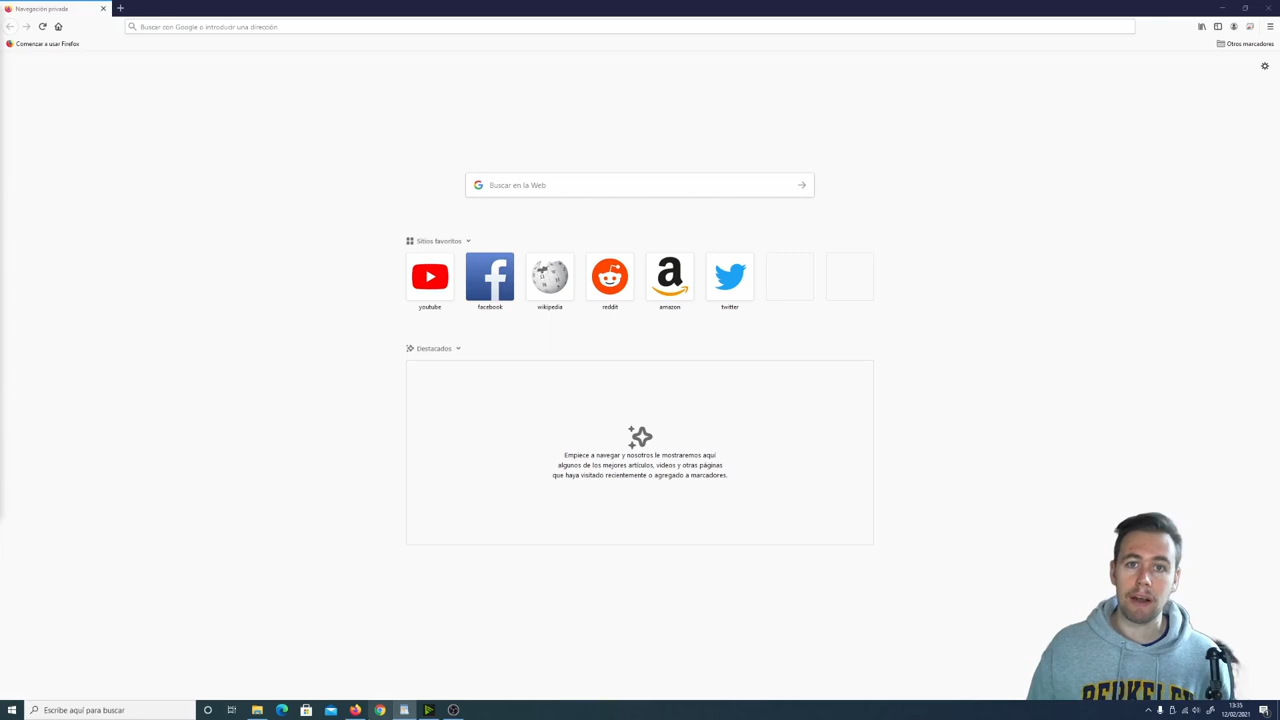 Navegación privada
Buscar con Google o introducir una dirección
Comenzar a usar Firefox
Otros marcadores
Buscar en la Web
Sitios favoritos
youtube
facebook
wikipedia
reddit
amazon
twitter
Destacados
Empiece a navegar y nosotros le mostraremos aquí
algunos de los mejores artículos, videos y otras páginas
que haya visitado recientemente o agregado a marcadores.
BERKELEY
Escribe aquí para buscar
13:35
12/02/2021